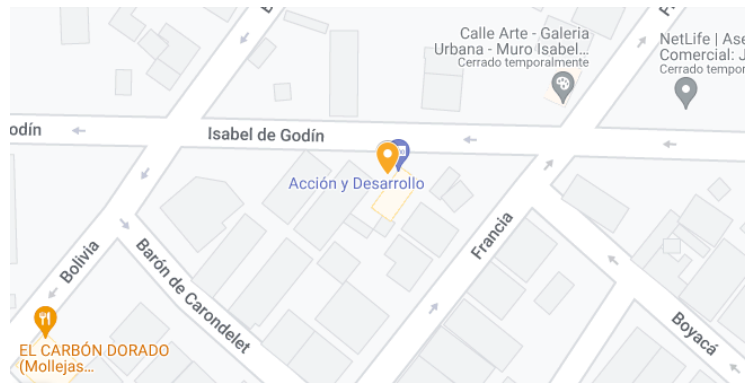 Calle Arte - Galeria
Urbana - Muro Isabel...
Cerrado temporalmente
NetLife | Ase
Comercial: J
Cerrado tempor
odín
Isabel de Godín
Acción y Desarrollo
Francia
Bolivia
Barón de Carondelet
Boyacá
EL CARBÓN DORADO
(Mollejas...